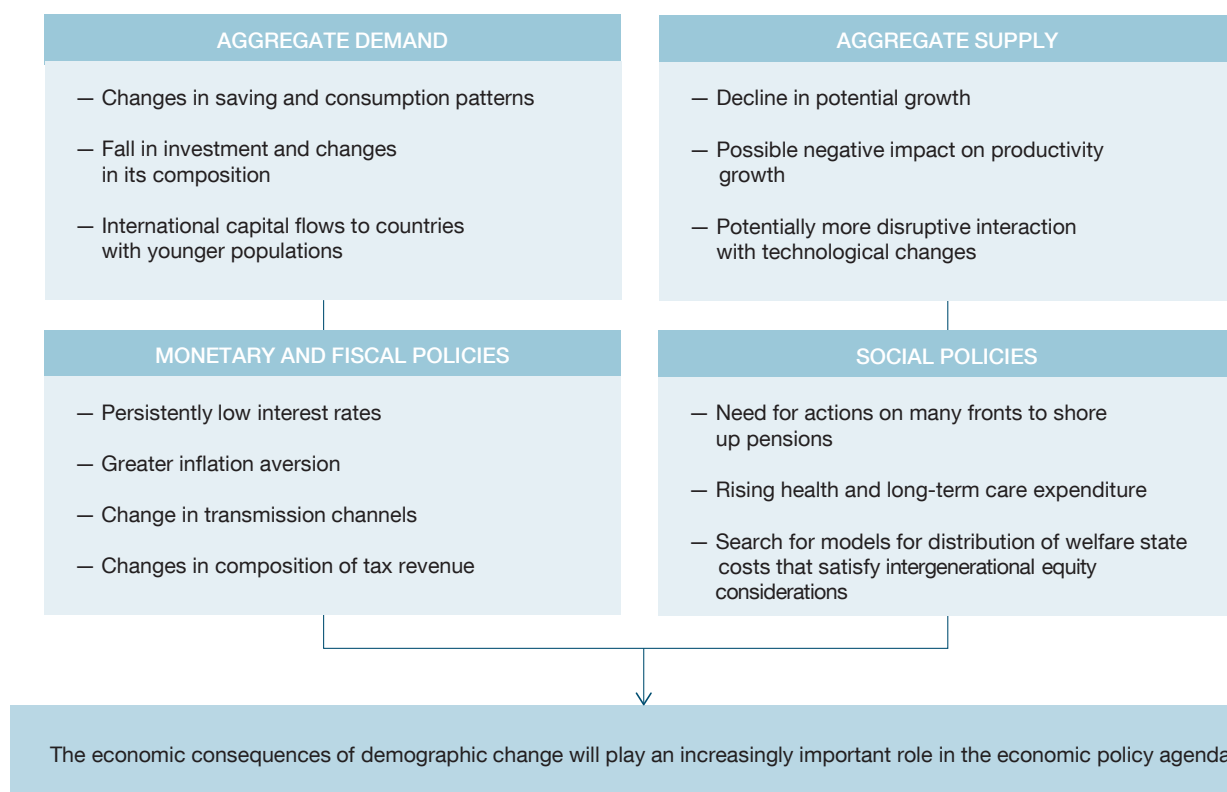 AGGREGATE DEMAND
— Changes in saving and consumption patterns
— Fall in investment and changes
in its composition
— International capital flows to countries
with younger populations
AGGREGATE SUPPLY
— Decline in potential growth
— Possible negative impact on productivity
growth
— Potentially more disruptive interaction
with technological changes
MONETARY AND FISCAL POLICIES
— Persistently low interest rates
— Greater inflation aversion
— Change in transmission channels
— Changes in composition of tax revenue
SOCIAL POLICIES
— Need for actions on many fronts to shore
up pensions
— Rising health and long-term care expenditure
— Search for models for distribution of welfare state
costs that satisfy intergenerational equity
considerations
The economic consequences of demographic change will play an increasingly important role in the economic policy agenda